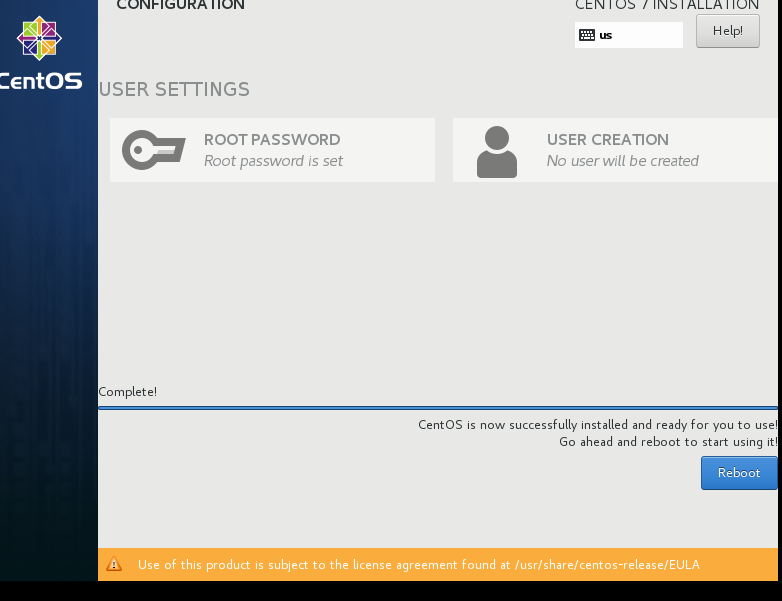 CONFIGURATION
CENTOS 7 INSTALLATION
us
Help!
CentOS
USER SETTINGS
ROOT PASSWORD
Root password is set
USER CREATION
No user will be created
Complete!
CentOS is now successfully installed and ready for you to use!
Go ahead and reboot to start using it!
Reboot
Use of this product is subject to the license agreement found at /usr/share/centos-release/EULA